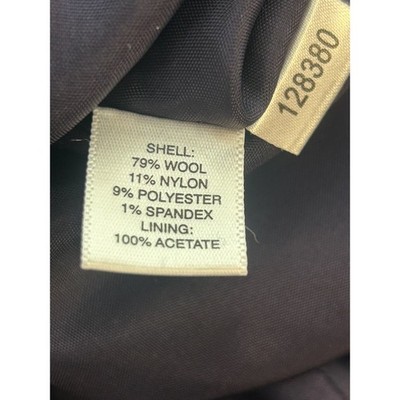 128380
SHELL:
79% WOOL
11% NYLON
9% POLYESTER
1% SPANDEX
LINING:
100% ACETATE